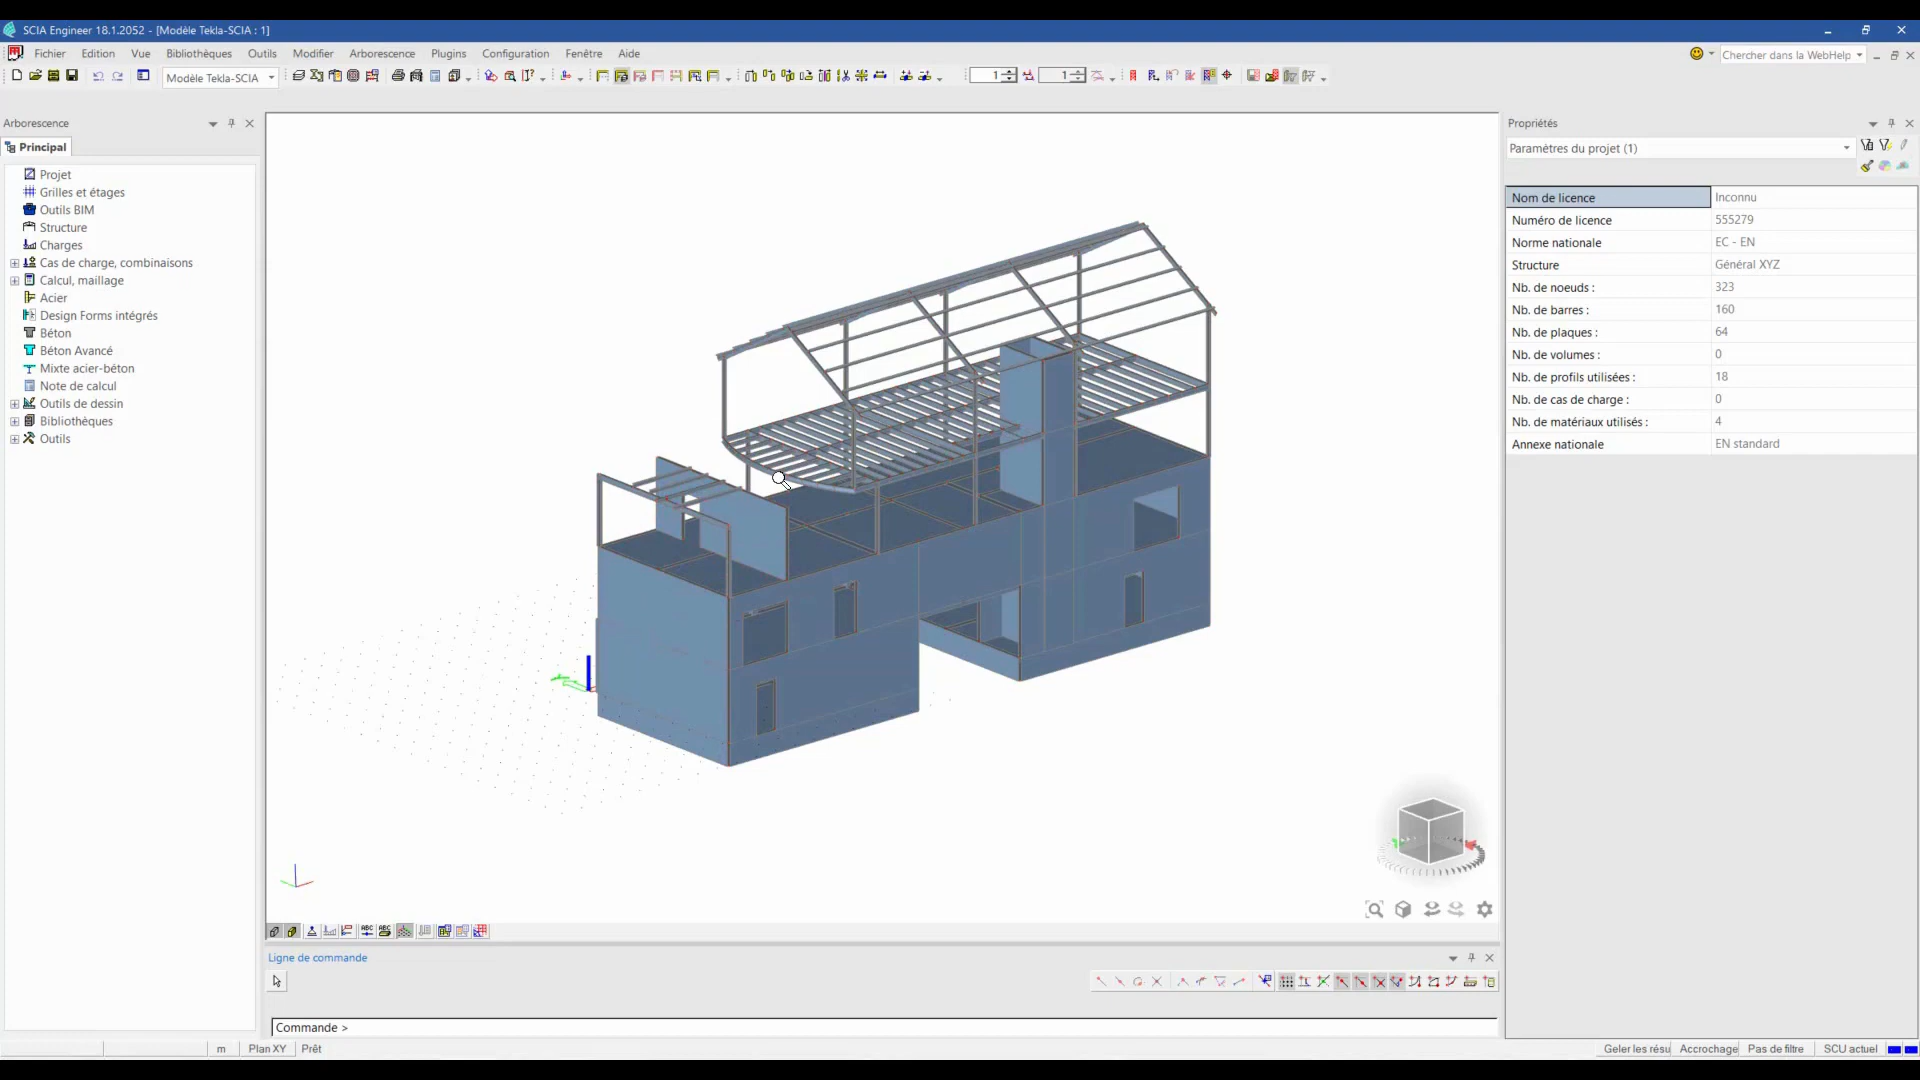 SCIA Engineer 18.1.2052 - [Modèle Tekla-SCIA : 1]
Fichier Edition Vue Bibliothèques Outils Modifier Arborescence Plugins Configuration Fenêtre Aide
Chercher dans la WebHelp
Modèle Tekla-SCIA
1
1
Arborescence
Principal
Projet
Grilles et étages
Outils BIM
Structure
Charges
Cas de charge, combinaisons
Calcul, maillage
Acier
Design Forms intégrés
Béton
Béton Avancé
Mixte acier-béton
Note de calcul
Outils de dessin
Bibliothèques
Outils
Propriétés
Paramètres du projet (1)
Nom de licence Inconnu
Numéro de licence 555279
Norme nationale EC - EN
Structure Général XYZ
Nb. de noeuds : 323
Nb. de barres : 160
Nb. de plaques : 64
Nb. de volumes : 0
Nb. de profils utilisées : 18
Nb. de cas de charge : 0
Nb. de matériaux utilisés : 4
Annexe nationale EN standard
ABC ABC
Ligne de commande
Commande >
m Plan XY Prêt
Geler les résu Accrochage Pas de filtre SCU actuel